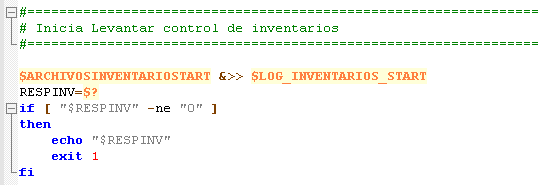 #==============================================================
# Inicia Levantar control de inventarios
#==============================================================
$ARCHIVOSINVENTARIOSTART &>> $LOG_INVENTARIOS_START
RESPINV=$?
if [ "$RESPINV" -ne "0" ]
then
    echo "$RESPINV"
    exit 1
fi